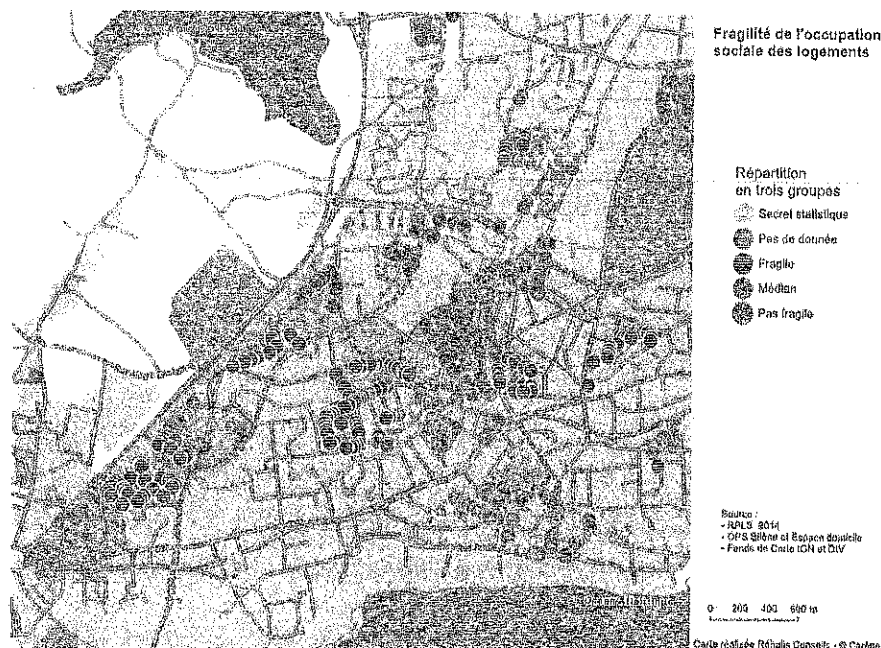 Fragilité de l'occupation
sociale des logements
Répartition
en trois groupes
Secret statistique
Pas de donnée
Fragile
Médian
Pas fragile
Source :
- RPLS 2014
- OPS Silène et Espace domicile
- Fonds de Carte IGN et DIV
0 200 400 600 m
Carte réalisée Réhalis Conseils - © Carène